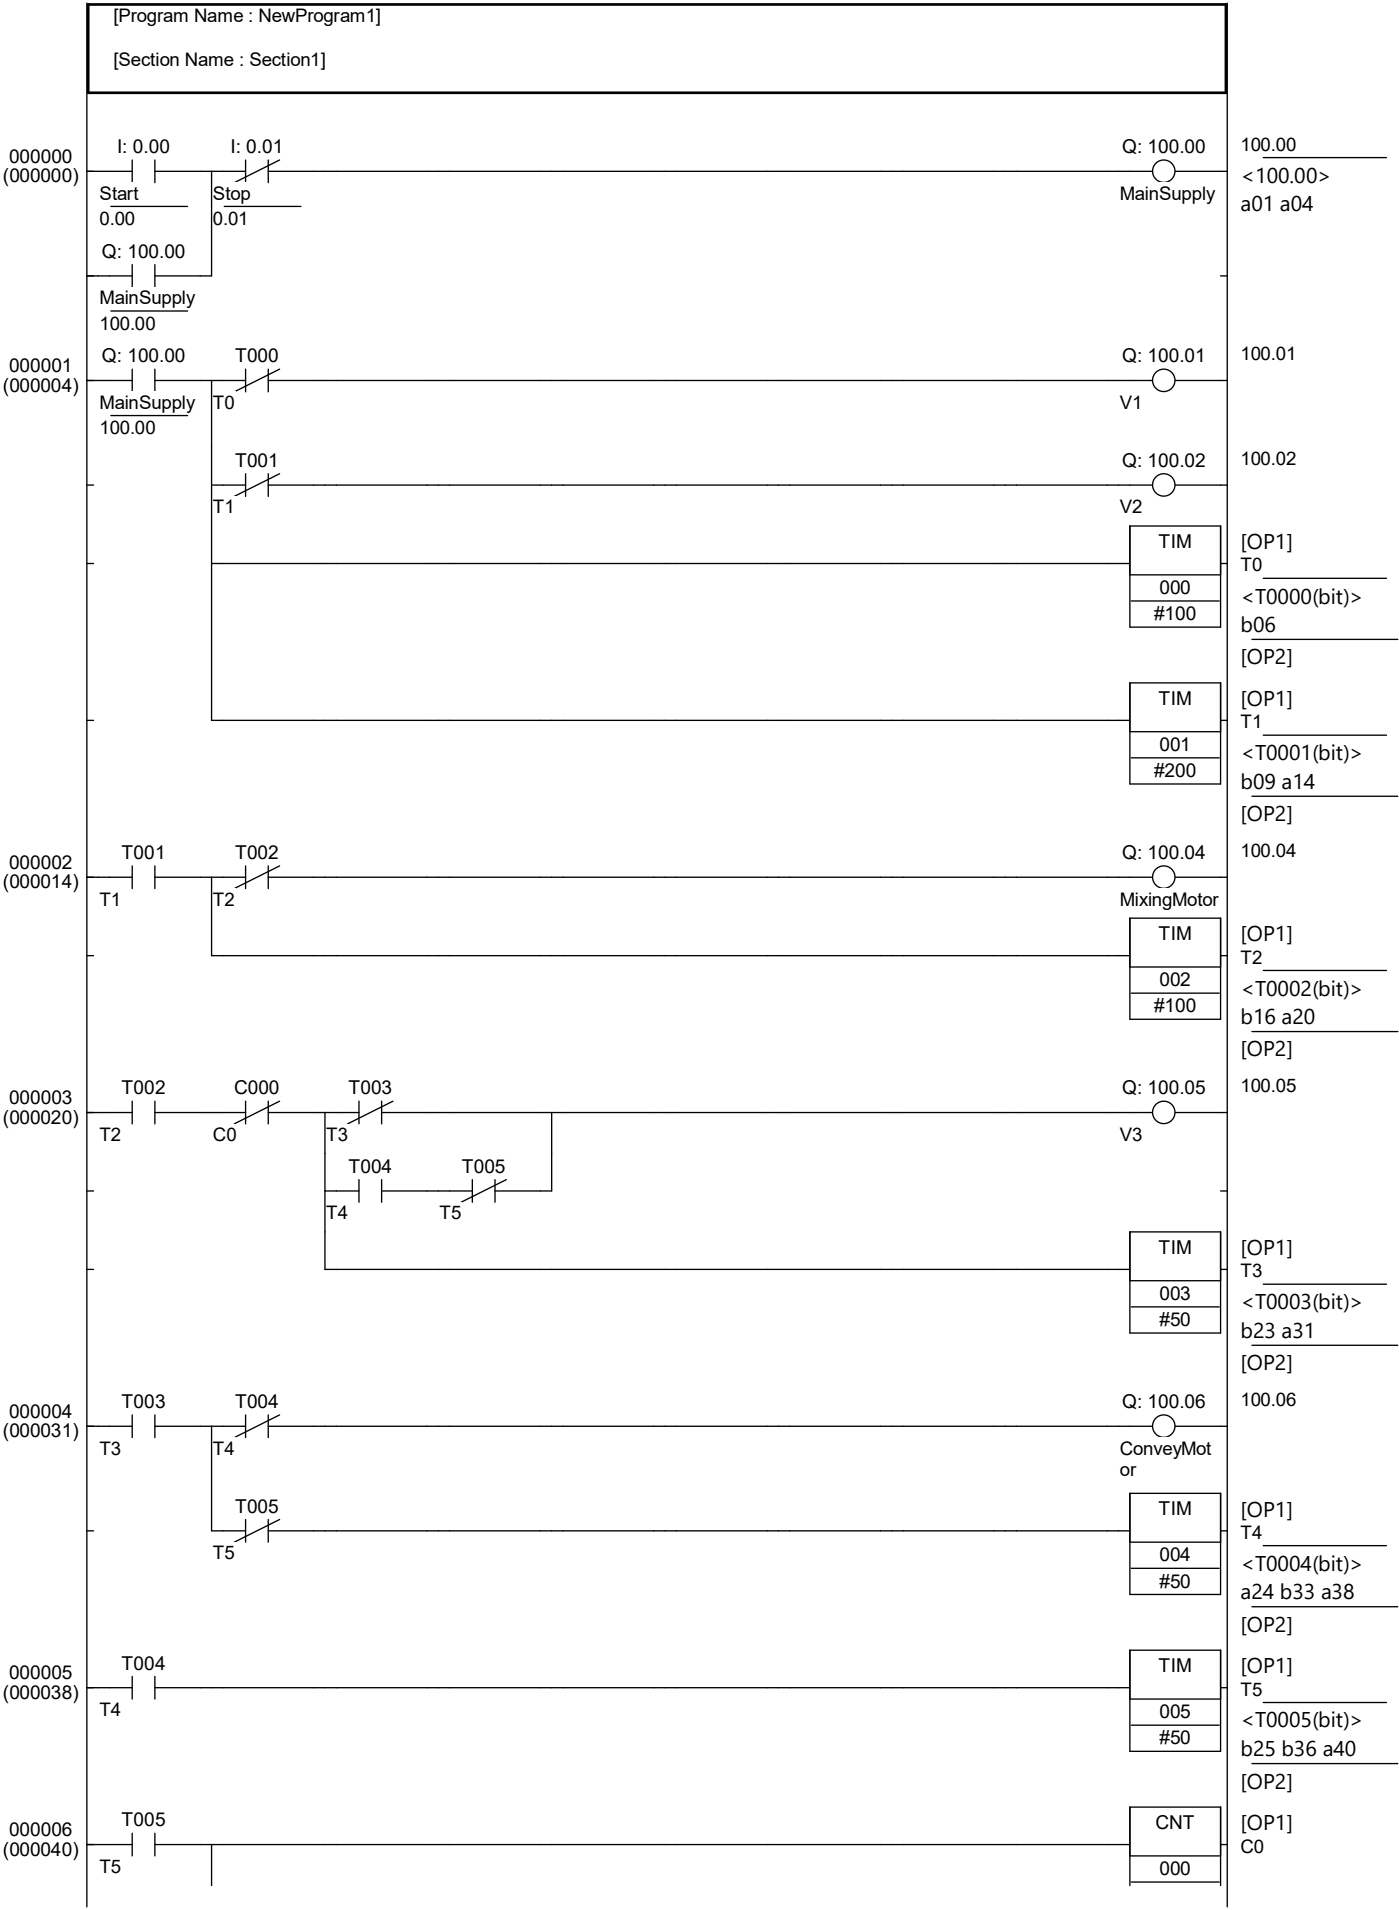 [Program Name : NewProgram1]
[Section Name : Section1]
000000
(000000)
I: 0.00
Start
0.00
I: 0.01
Stop
0.01
Q: 100.00
MainSupply
100.00
<100.00>
a01 a04
Q: 100.00
MainSupply
100.00
000001
(000004)
Q: 100.00
MainSupply
100.00
T000
T0
Q: 100.01
V1
100.01
T001
T1
Q: 100.02
V2
100.02
TIM
000
#100
[OP1]
T0
<T0000(bit)>
b06
[OP2]
TIM
001
#200
[OP1]
T1
<T0001(bit)>
b09 a14
[OP2]
000002
(000014)
T001
T1
T002
T2
Q: 100.04
MixingMotor
100.04
TIM
002
#100
[OP1]
T2
<T0002(bit)>
b16 a20
[OP2]
000003
(000020)
T002
T2
C000
C0
T003
T3
Q: 100.05
V3
100.05
T004
T4
T005
T5
TIM
003
#50
[OP1]
T3
<T0003(bit)>
b23 a31
[OP2]
000004
(000031)
T003
T3
T004
T4
Q: 100.06
ConveyMot
or
100.06
T005
T5
TIM
004
#50
[OP1]
T4
<T0004(bit)>
a24 b33 a38
[OP2]
000005
(000038)
T004
T4
TIM
005
#50
[OP1]
T5
<T0005(bit)>
b25 b36 a40
[OP2]
000006
(000040)
T005
T5
CNT
000
[OP1]
C0